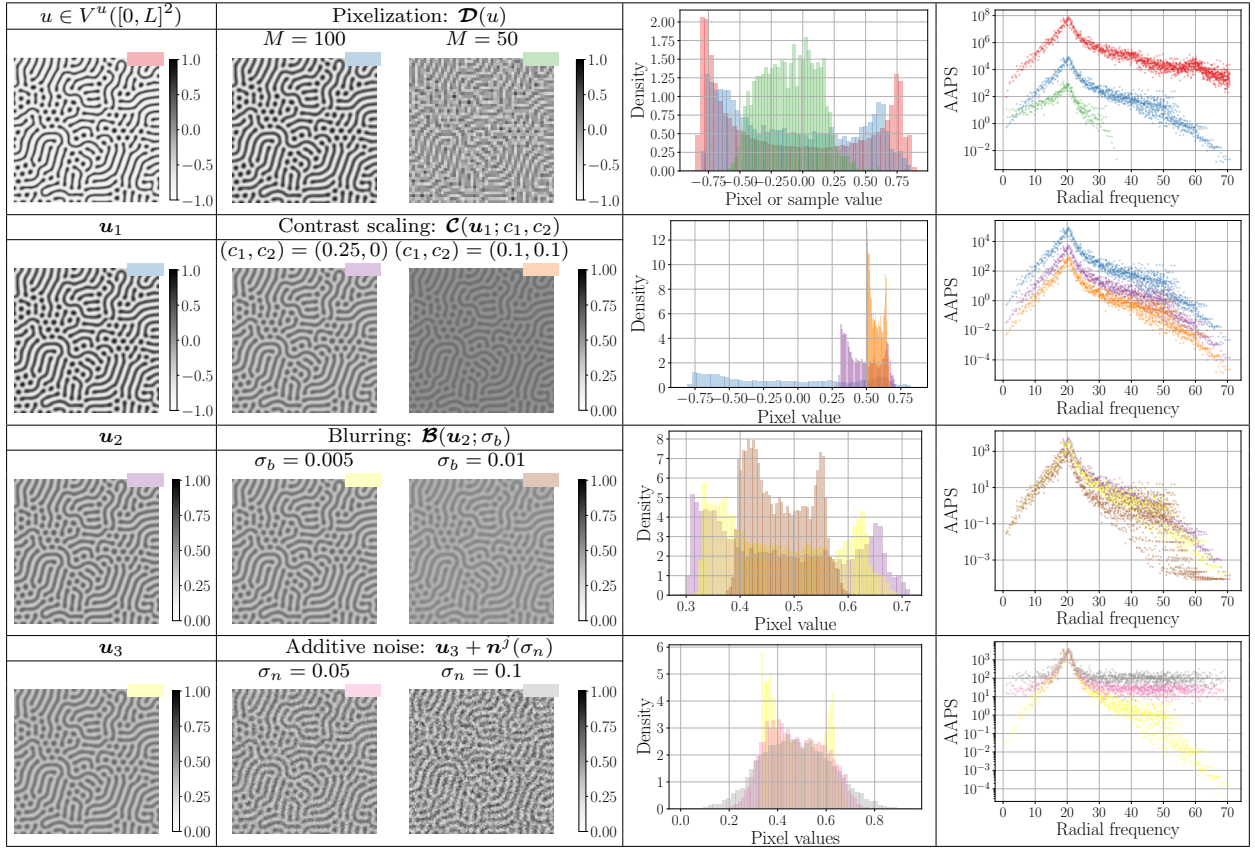 u ∈ V^u([0, L]^2)
Pixelization: 𝓓(u)
M = 100
M = 50
1.0
0.5
0.0
−0.5
−1.0
1.0
0.5
0.0
−0.5
−1.0
Density
2.00
1.75
1.50
1.25
1.00
0.75
0.50
0.25
0.00
−0.75 −0.50 −0.25 0.00 0.25 0.50 0.75
Pixel or sample value
AAPS
10^8
10^6
10^4
10^2
10^0
10^−2
0 10 20 30 40 50 60 70
Radial frequency
u_1
Contrast scaling: 𝓒(u_1; c_1, c_2)
(c_1, c_2) = (0.25, 0) (c_1, c_2) = (0.1, 0.1)
1.0
0.5
0.0
−0.5
−1.0
1.00
0.75
0.50
0.25
0.00
Density
12
10
8
6
4
2
0
−0.75 −0.50 −0.25 0.00 0.25 0.50 0.75
Pixel value
AAPS
10^4
10^2
10^0
10^−2
10^−4
0 10 20 30 40 50 60 70
Radial frequency
u_2
Blurring: 𝓑(u_2; σ_b)
σ_b = 0.005
σ_b = 0.01
1.00
0.75
0.50
0.25
0.00
1.00
0.75
0.50
0.25
0.00
Density
8
7
6
5
4
3
2
1
0
0.3 0.4 0.5 0.6 0.7
Pixel value
AAPS
10^3
10^1
10^−1
10^−3
0 10 20 30 40 50 60 70
Radial frequency
u_3
Additive noise: u_3 + n^j(σ_n)
σ_n = 0.05
σ_n = 0.1
1.00
0.75
0.50
0.25
0.00
1.00
0.75
0.50
0.25
0.00
Density
6
5
4
3
2
1
0
0.0 0.2 0.4 0.6 0.8
Pixel values
AAPS
10^3
10^2
10^1
10^0
10^−1
10^−2
10^−3
10^−4
0 10 20 30 40 50 60 70
Radial frequency